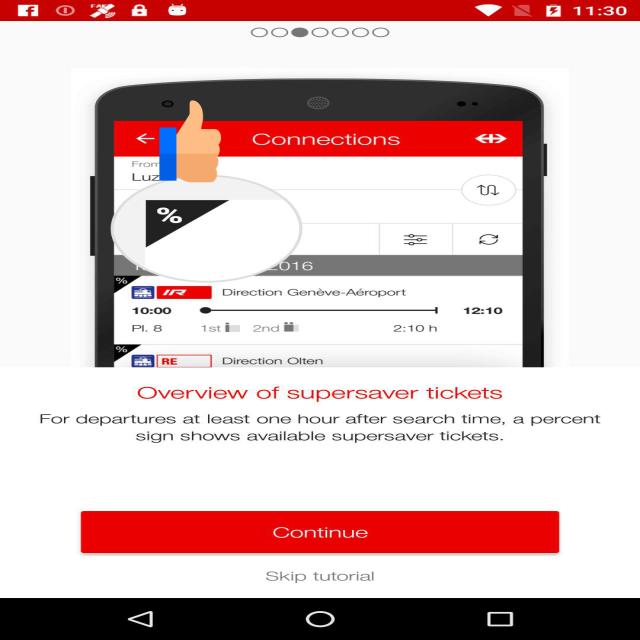 11:30
Connections
From
Luz
%
2016
%
IR Direction Genève-Aéroport
10:00 12:10
Pl. 8 1st 2nd 2:10 h
%
RE Direction Olten
Overview of supersaver tickets
For departures at least one hour after search time, a percent
sign shows available supersaver tickets.
Continue
Skip tutorial